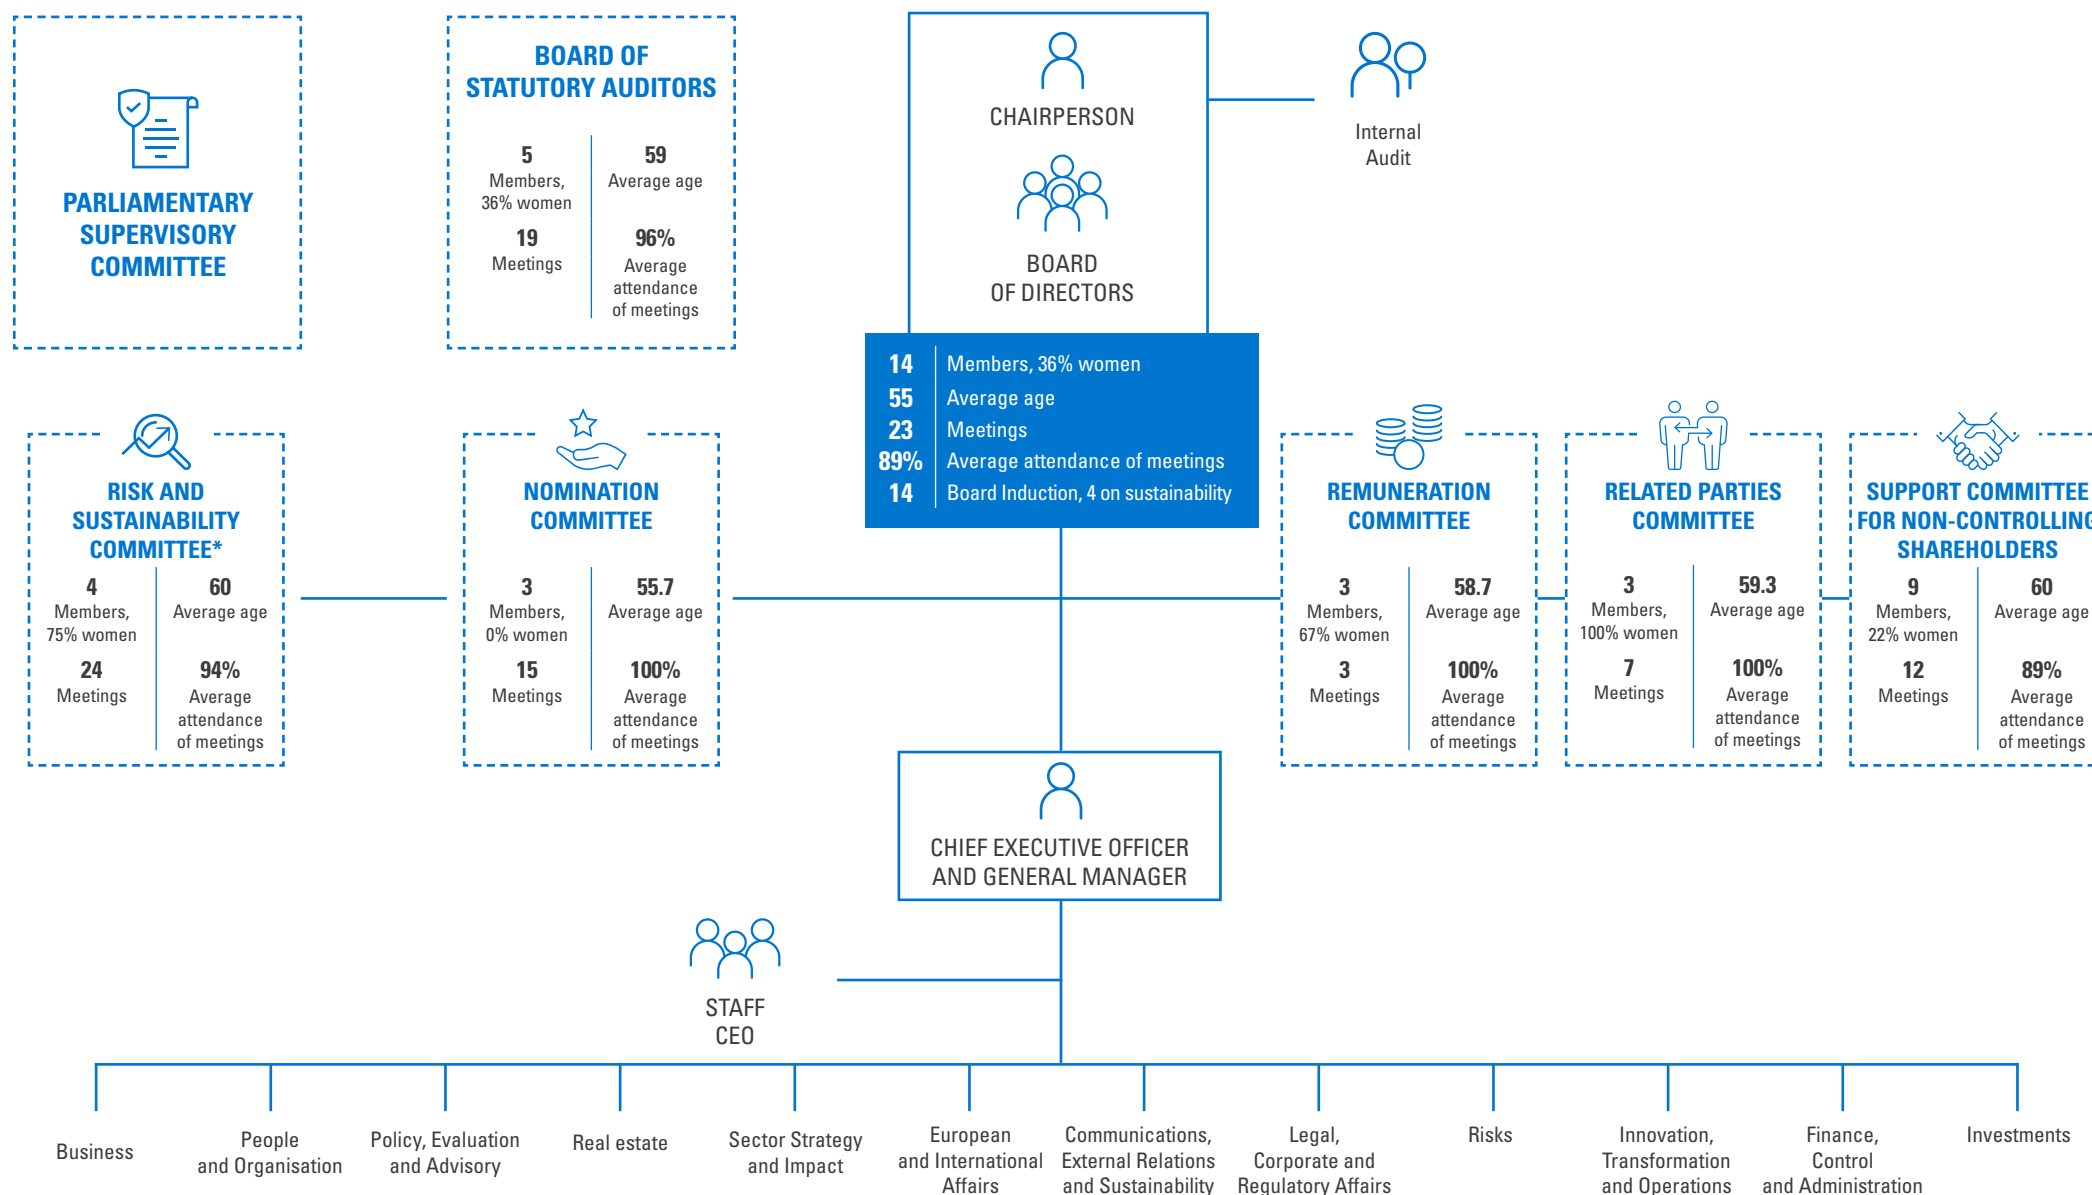 PARLIAMENTARY
SUPERVISORY
COMMITTEE
BOARD OF
STATUTORY AUDITORS
5
Members,
36% women
59
Average age
19
Meetings
96%
Average
attendance
of meetings
CHAIRPERSON
BOARD
OF DIRECTORS
Internal
Audit
14 Members, 36% women
55 Average age
23 Meetings
89% Average attendance of meetings
14 Board Induction, 4 on sustainability
RISK AND
SUSTAINABILITY
COMMITTEE*
4
Members,
75% women
60
Average age
24
Meetings
94%
Average
attendance
of meetings
NOMINATION
COMMITTEE
3
Members,
0% women
55.7
Average age
15
Meetings
100%
Average
attendance
of meetings
REMUNERATION
COMMITTEE
3
Members,
67% women
58.7
Average age
3
Meetings
100%
Average
attendance
of meetings
RELATED PARTIES
COMMITTEE
3
Members,
100% women
59.3
Average age
7
Meetings
100%
Average
attendance
of meetings
SUPPORT COMMITTEE
FOR NON-CONTROLLING
SHAREHOLDERS
9
Members,
22% women
60
Average age
12
Meetings
89%
Average
attendance
of meetings
CHIEF EXECUTIVE OFFICER
AND GENERAL MANAGER
STAFF
CEO
Business
People
and Organisation
Policy, Evaluation
and Advisory
Real estate
Sector Strategy
and Impact
European
and International
Affairs
Communications,
External Relations
and Sustainability
Legal,
Corporate and
Regulatory Affairs
Risks
Innovation,
Transformation
and Operations
Finance,
Control
and Administration
Investments